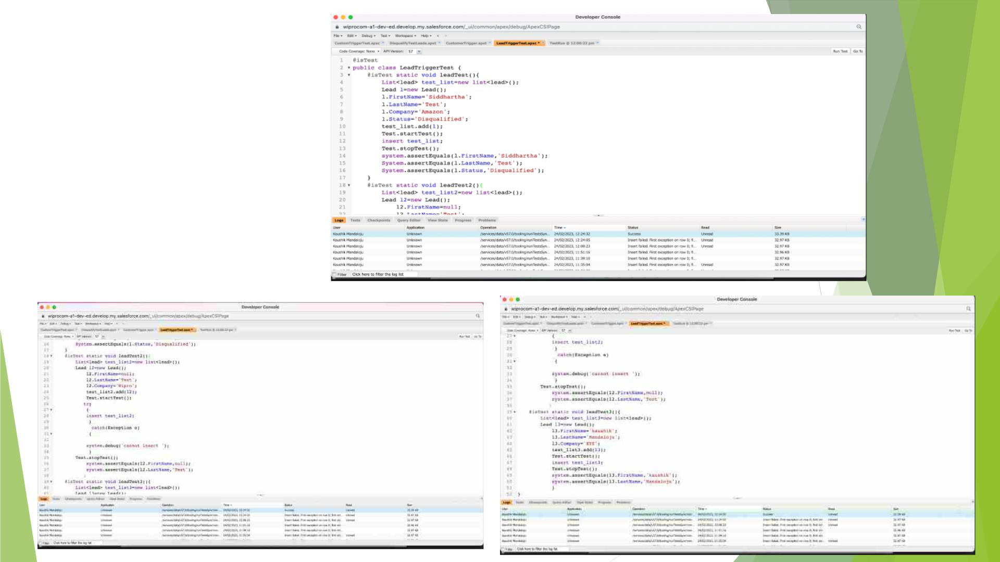 Developer Console
wiprocom-a1-dev-ed.develop.my.salesforce.com/_ui/common/apex/debug/ApexCSIPage
File Edit Debug Test Workspace Help < >
CustomTriggerTest.apxc DisqualifyTestLeads.apxt CustomerTrigger.apxt LeadTriggerTest.apxc * TestRun @ 12:00:22 pm
Code Coverage: None API Version: 57 Run Test Go To
1 @isTest
2 public class LeadTriggerTest {
3 @isTest static void leadTest(){
4 List<lead> test_list=new list<lead>();
5 Lead l=new Lead();
6 l.FirstName='Siddhartha';
7 l.LastName='Test';
8 l.Company='Amazon';
9 l.Status='Disqualified';
10 test_list.add(l);
11 Test.startTest();
12 insert test_list;
13 Test.stopTest();
14 system.assertEquals(l.FirstName,'Siddhartha');
15 System.assertEquals(l.LastName,'Test');
16 System.assertEquals(l.Status,'Disqualified');
17 }
18 @isTest static void leadTest2(){
19 List<lead> test_list2=new list<lead>();
20 Lead l2=new Lead();
21 l2.FirstName=null;
22 l2.LastName='Test';
Logs Tests Checkpoints Query Editor View State Progress Problems
User Application Operation Time Status Read Size
Kaushik Mandaloju Unknown /services/data/v57.0/tooling/runTestsSyn... 24/02/2023, 12:24:32 Success Unread 33.39 KB
Kaushik Mandaloju Unknown /services/data/v57.0/tooling/runTestsSyn... 24/02/2023, 12:24:05 Insert failed. First exception on row 0; fi... Unread 32.97 KB
Kaushik Mandaloju Unknown /services/data/v57.0/tooling/runTestsSyn... 24/02/2023, 12:00:23 Insert failed. First exception on row 0; fi... Unread 32.97 KB
Kaushik Mandaloju Unknown /services/data/v57.0/tooling/runTestsSyn... 24/02/2023, 11:51:16 Insert failed. First exception on row 0; fi... 32.96 KB
Kaushik Mandaloju Unknown /services/data/v57.0/tooling/runTestsSyn... 24/02/2023, 11:39:10 Insert failed. First exception on row 0; fi... 32.97 KB
Kaushik Mandaloju Unknown /services/data/v57.0/tooling/runTestsSyn... 24/02/2023, 11:35:04 Insert failed. First exception on row 0; fi... Unread 32.97 KB
Filter Click here to filter the log list
Developer Console
wiprocom-a1-dev-ed.develop.my.salesforce.com/_ui/common/apex/debug/ApexCSIPage
LeadTriggerTest.apxc *
16 System.assertEquals(l.Status,'Disqualified');
17 }
18 @isTest static void leadTest2(){
19 List<lead> test_list2=new list<lead>();
20 Lead l2=new Lead();
21 l2.FirstName=null;
22 l2.LastName='Test';
23 l2.Company='Wipro';
24 test_list2.add(l2);
25 Test.startTest();
26 try
27 {
28 insert test_list2;
29 }
30 catch(Exception e)
31 {
32
33 system.debug('cannot insert ');
34 }
35 Test.stopTest();
36 system.assertEquals(l2.FirstName,null);
37 system.assertEquals(l2.LastName,'Test');
38 }
39 @isTest static void leadTest3(){
40 List<lead> test_list3=new list<lead>();
41 Lead l3=new Lead();
Click here to filter the log list
Developer Console
wiprocom-a1-dev-ed.develop.my.salesforce.com/_ui/common/apex/debug/ApexCSIPage
LeadTriggerTest.apxc *
27 {
28 insert test_list2;
29 }
30 catch(Exception e)
31 {
32
33 system.debug('cannot insert ');
34 }
35 Test.stopTest();
36 system.assertEquals(l2.FirstName,null);
37 system.assertEquals(l2.LastName,'Test');
38 }
39 @isTest static void leadTest3(){
40 List<lead> test_list3=new list<lead>();
41 Lead l3=new Lead();
42 l3.FirstName='kaushik';
43 l3.LastName='Mandaloju';
44 l3.Company='XYZ';
45 test_list3.add(l3);
46 Test.startTest();
47 insert test_list3;
48 Test.stopTest();
49 system.assertEquals(l3.FirstName,'kaushik');
50 system.assertEquals(l3.LastName,'Mandaloju');
51 }
52 }
Click here to filter the log list